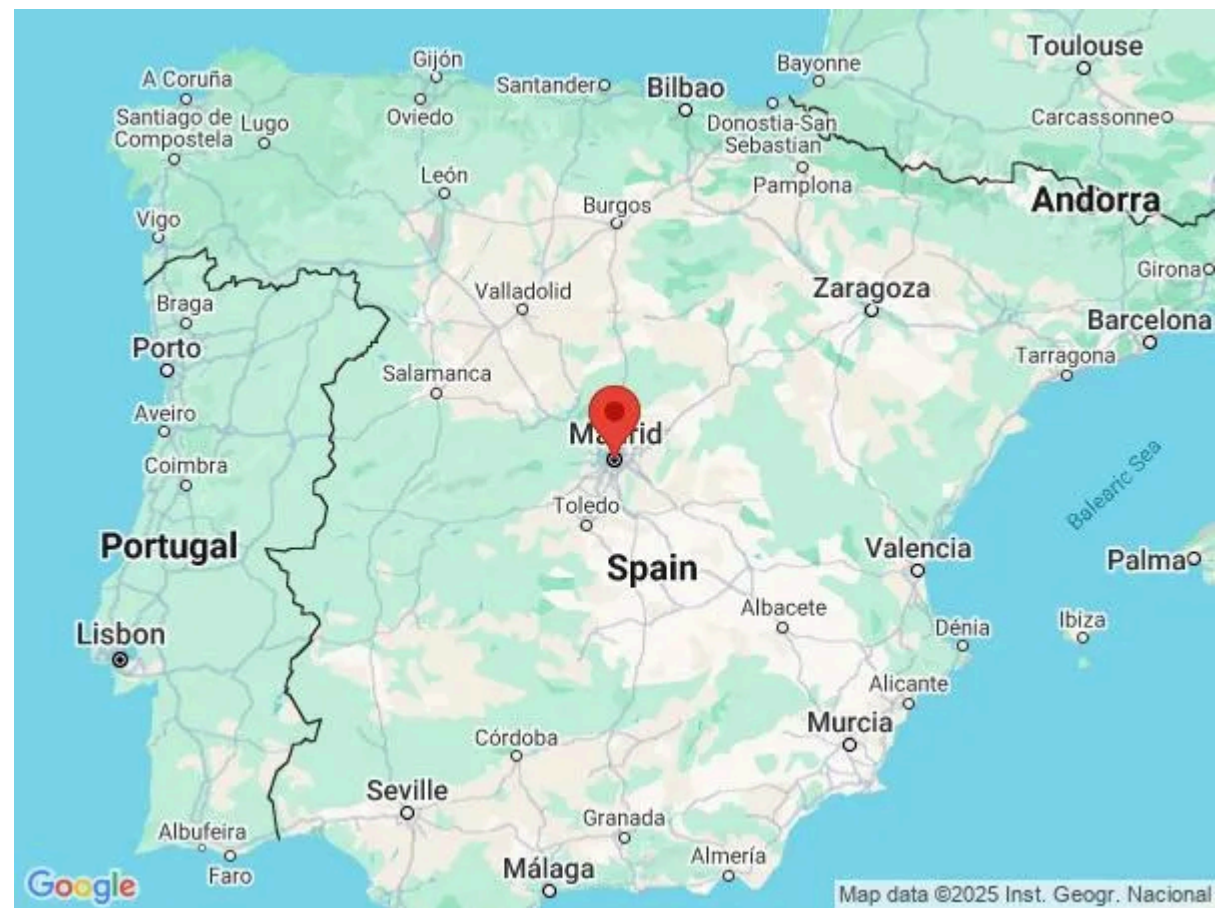 Toulouse
Gijón
Bayonne
A Coruña
Santander
Bilbao
Carcassonne
Santiago de
Compostela
Lugo
Oviedo
Donostia-San
Sebastian
León
Pamplona
Andorra
Burgos
Vigo
Girona
Valladolid
Zaragoza
Braga
Barcelona
Porto
Tarragona
Salamanca
Aveiro
Coimbra
Balearic Sea
Toledo
Portugal
Spain
Valencia
Palma
Albacete
Ibiza
Lisbon
Dénia
Alicante
Murcia
Córdoba
Seville
Granada
Albufeira
Almería
Málaga
Faro
Google
Map data ©2025 Inst. Geogr. Nacional